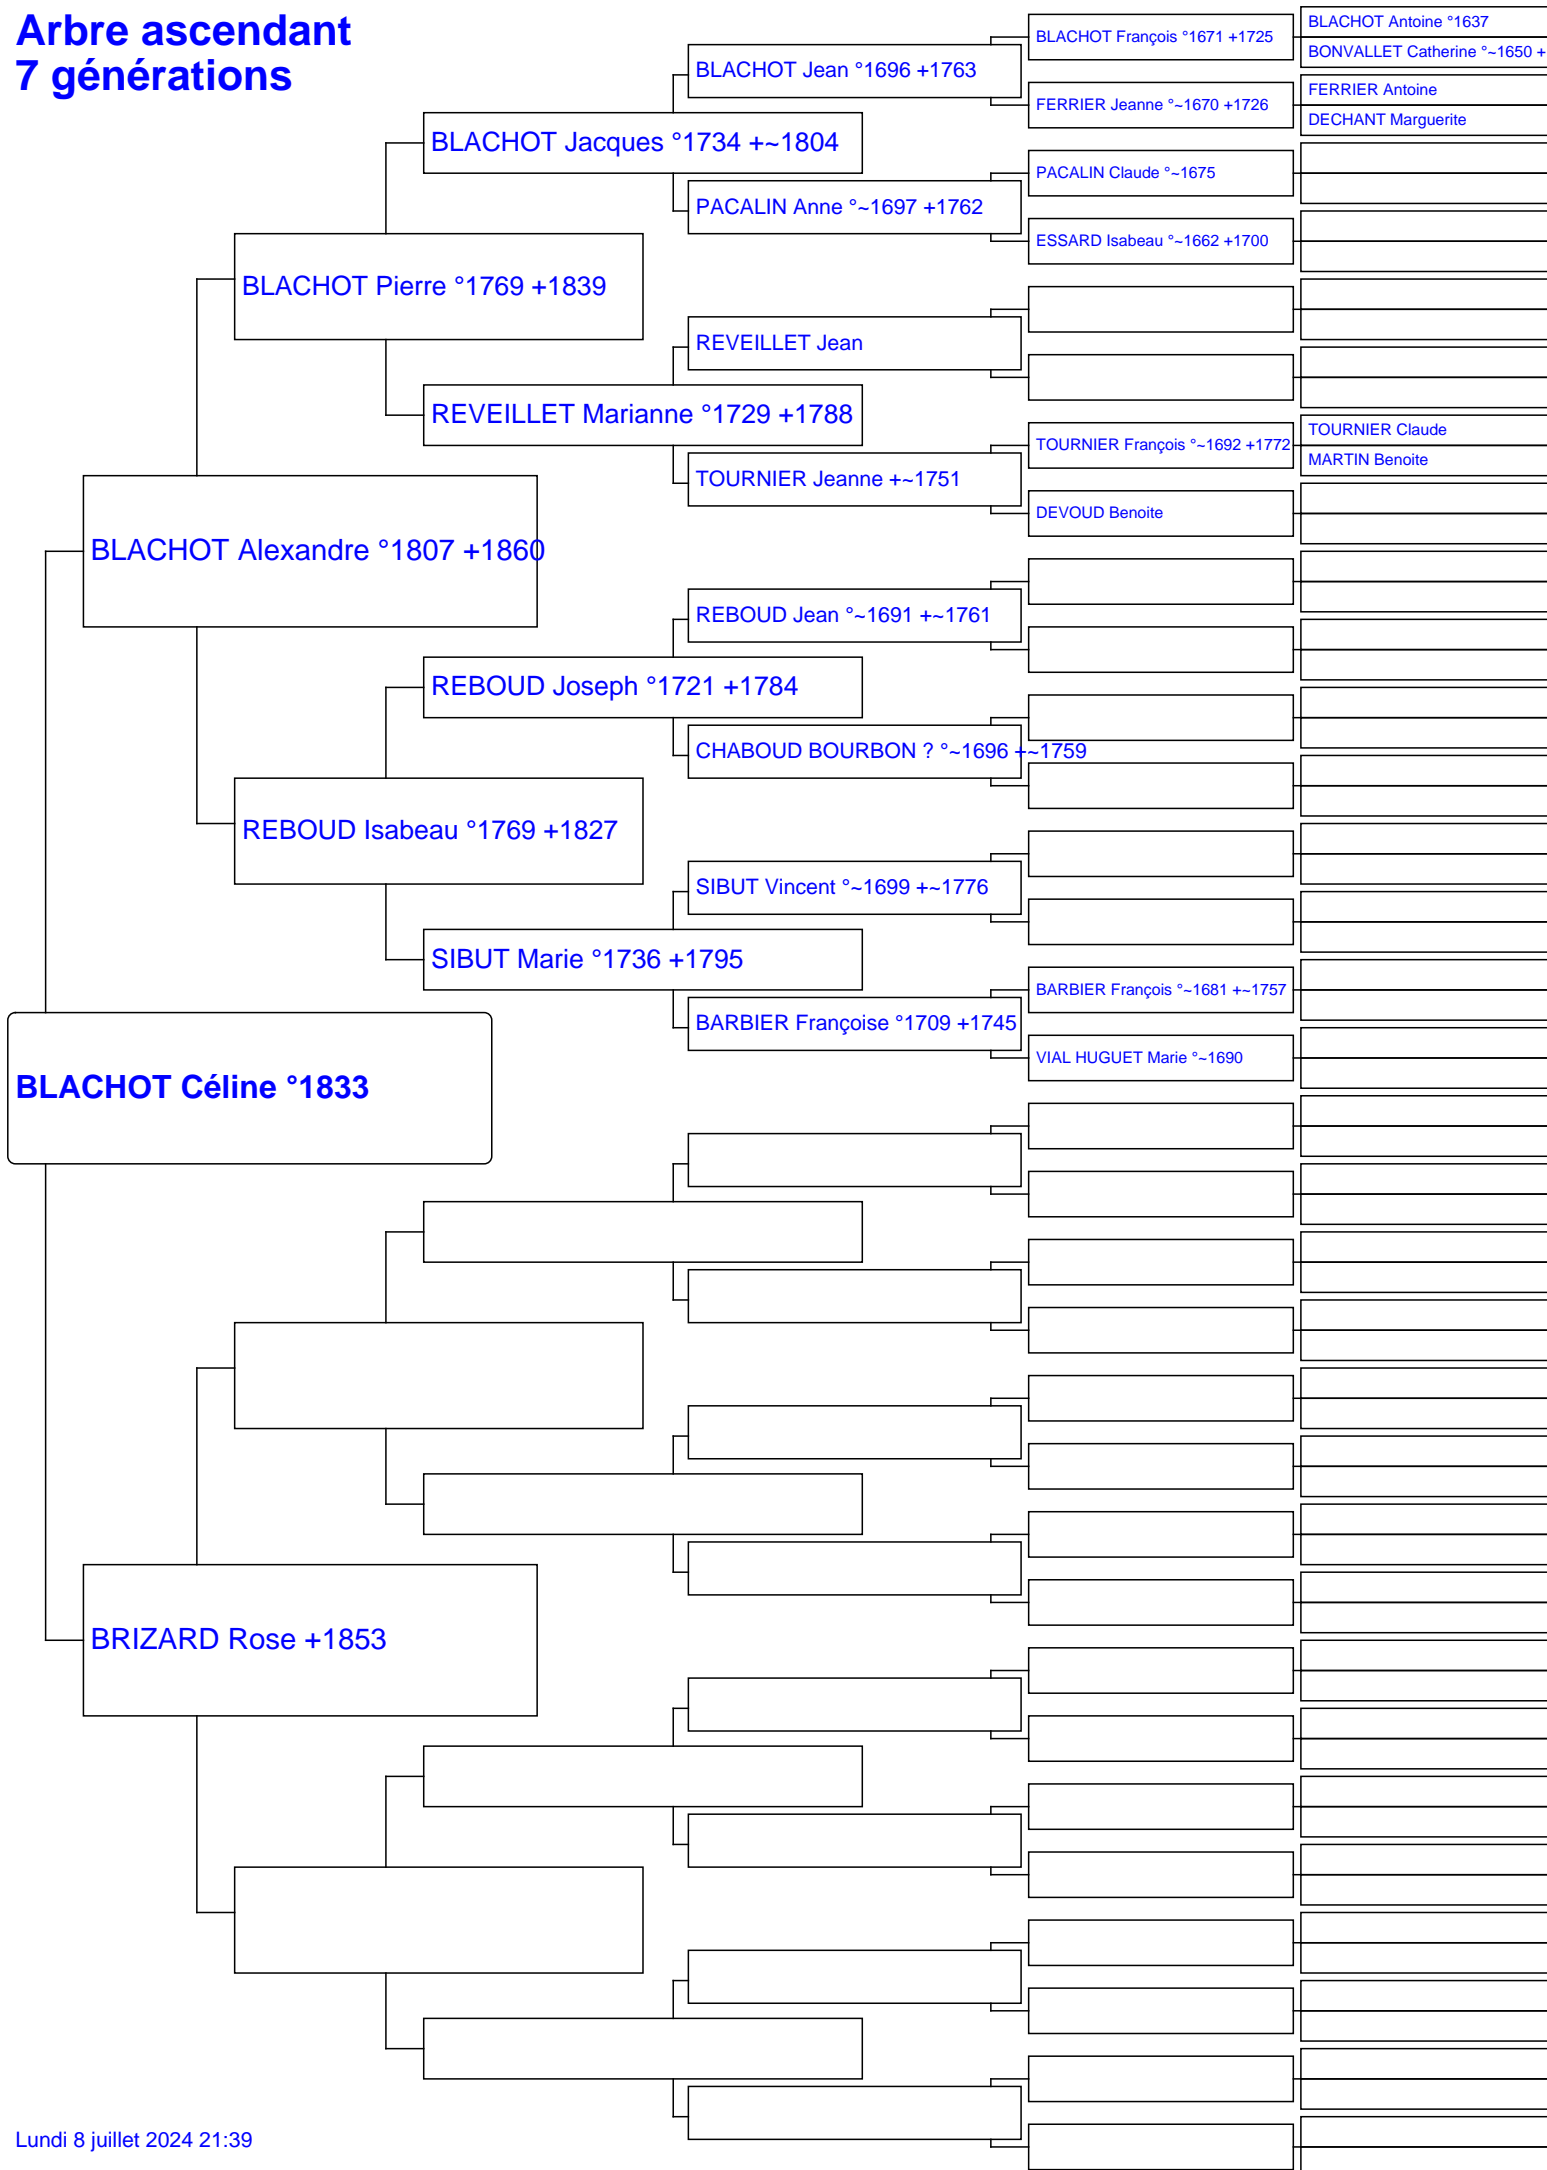 Arbre ascendant
7 générations
BLACHOT François °1671 +1725
BLACHOT Antoine °1637
BONVALLET Catherine °~1650 +
BLACHOT Jean °1696 +1763
FERRIER Jeanne °~1670 +1726
FERRIER Antoine
DECHANT Marguerite
BLACHOT Jacques °1734 +~1804
PACALIN Claude °~1675
PACALIN Anne °~1697 +1762
ESSARD Isabeau °~1662 +1700
BLACHOT Pierre °1769 +1839
REVEILLET Jean
REVEILLET Marianne °1729 +1788
TOURNIER François °~1692 +1772
TOURNIER Claude
MARTIN Benoite
TOURNIER Jeanne +~1751
DEVOUD Benoite
BLACHOT Alexandre °1807 +1860
REBOUD Jean °~1691 +~1761
REBOUD Joseph °1721 +1784
CHABOUD BOURBON ? °~1696 +~1759
REBOUD Isabeau °1769 +1827
SIBUT Vincent °~1699 +~1776
SIBUT Marie °1736 +1795
BARBIER François °~1681 +~1757
BARBIER Françoise °1709 +1745
VIAL HUGUET Marie °~1690
BLACHOT Céline °1833
BRIZARD Rose +1853
Lundi 8 juillet 2024 21:39